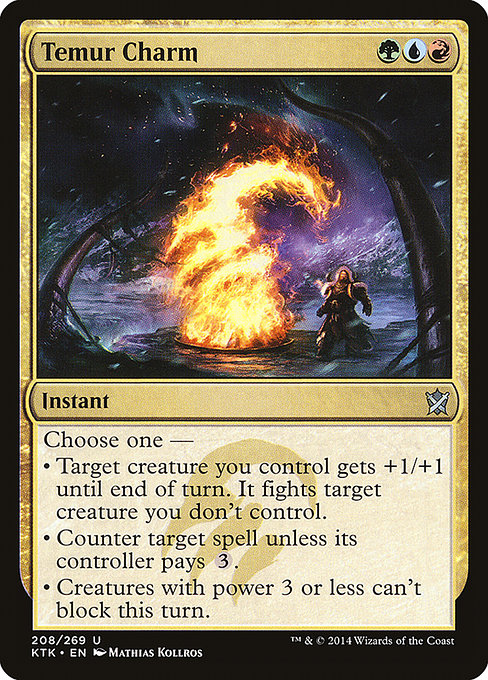 Temur Charm
Instant
Choose one —
• Target creature you control gets +1/+1
until end of turn. It fights target
creature you don't control.
• Counter target spell unless its
controller pays 3.
• Creatures with power 3 or less can't
block this turn.
208/269 U
KTK • EN Mathias Kollros
™ & © 2014 Wizards of the Coast